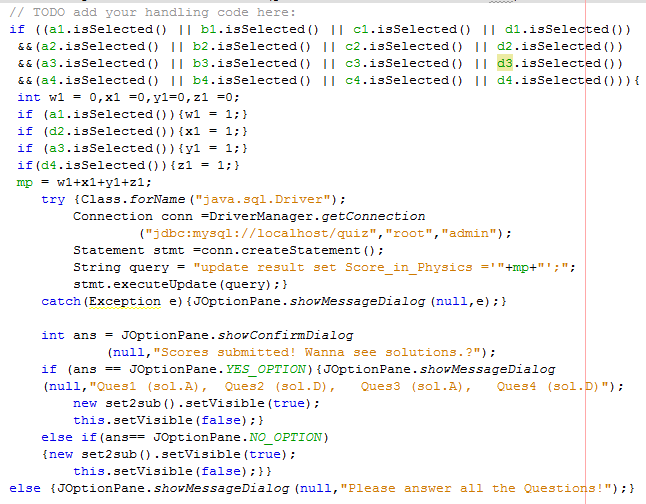 // TODO add your handling code here:
if ((a1.isSelected() || b1.isSelected() || c1.isSelected() || d1.isSelected())
&&(a2.isSelected() || b2.isSelected() || c2.isSelected() || d2.isSelected())
&&(a3.isSelected() || b3.isSelected() || c3.isSelected() || d3.isSelected())
&&(a4.isSelected() || b4.isSelected() || c4.isSelected() || d4.isSelected())){
int w1 = 0,x1 =0,y1=0,z1 =0;
if (a1.isSelected()){w1 = 1;}
if (d2.isSelected()){x1 = 1;}
if (a3.isSelected()){y1 = 1;}
if(d4.isSelected()){z1 = 1;}
mp = w1+x1+y1+z1;
try {Class.forName("java.sql.Driver");
Connection conn =DriverManager.getConnection
("jdbc:mysql://localhost/quiz","root","admin");
Statement stmt =conn.createStatement();
String query = "update result set Score_in_Physics ='"+mp+"';";
stmt.executeUpdate(query);}
catch(Exception e){JOptionPane.showMessageDialog(null,e);}
int ans = JOptionPane.showConfirmDialog
(null,"Scores submitted! Wanna see solutions.?");
if (ans == JOptionPane.YES_OPTION){JOptionPane.showMessageDialog
(null,"Ques1 (sol.A), Ques2 (sol.D), Ques3 (sol.A), Ques4 (sol.D)");
new set2sub().setVisible(true);
this.setVisible(false);}
else if(ans== JOptionPane.NO_OPTION)
{new set2sub().setVisible(true);
this.setVisible(false);}}
else {JOptionPane.showMessageDialog(null,"Please answer all the Questions!");}